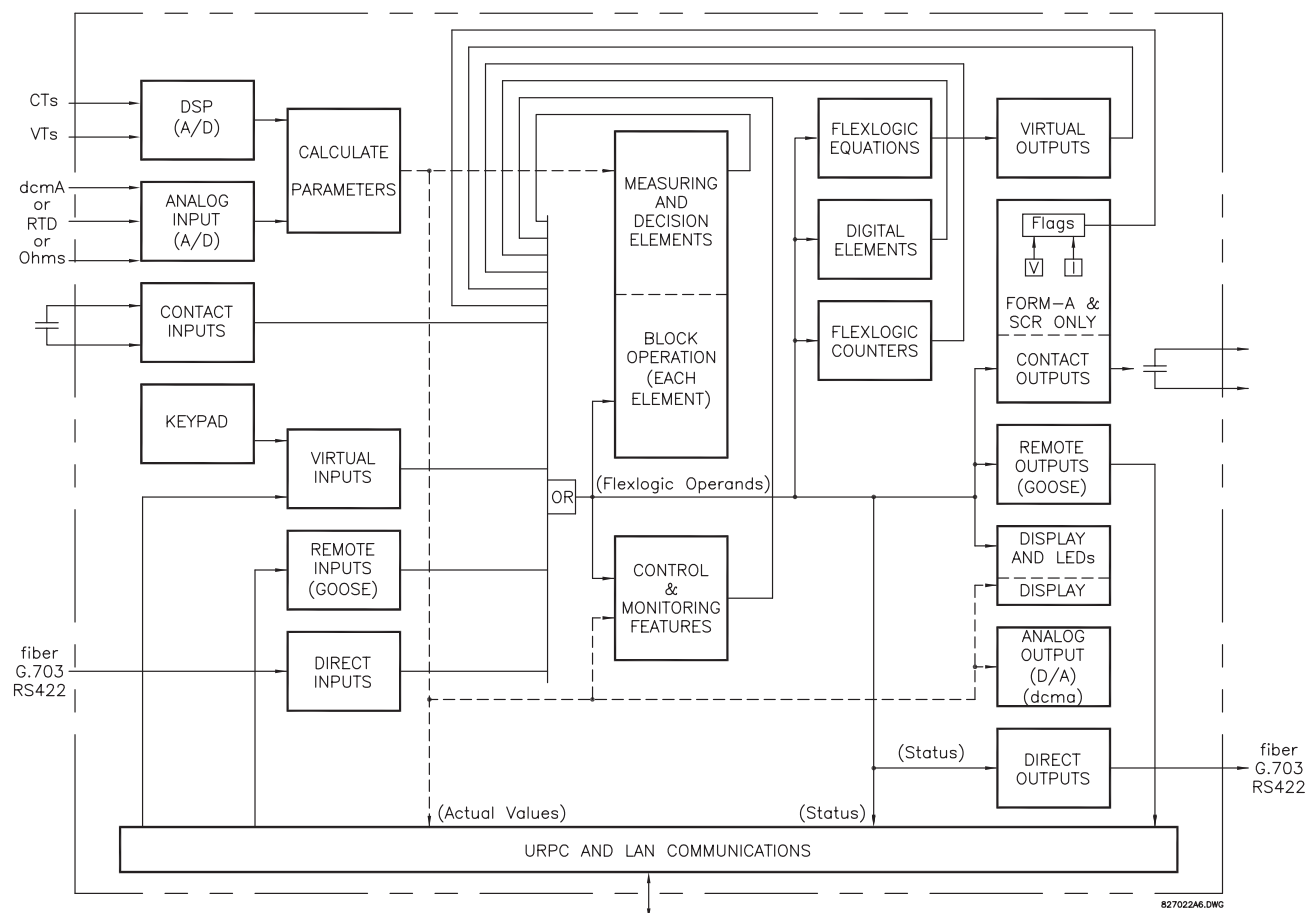 CTs
VTs
dcmA
or
RTD
or
Ohms
DSP
(A/D)
ANALOG
INPUT
(A/D)
CALCULATE
PARAMETERS
CONTACT
INPUTS
KEYPAD
VIRTUAL
INPUTS
REMOTE
INPUTS
(GOOSE)
fiber
G.703
RS422
DIRECT
INPUTS
MEASURING
AND
DECISION
ELEMENTS
BLOCK
OPERATION
(EACH
ELEMENT)
OR
(Flexlogic Operands)
CONTROL
&
MONITORING
FEATURES
FLEXLOGIC
EQUATIONS
DIGITAL
ELEMENTS
FLEXLOGIC
COUNTERS
VIRTUAL
OUTPUTS
Flags
V
I
FORM-A &
SCR ONLY
CONTACT
OUTPUTS
REMOTE
OUTPUTS
(GOOSE)
DISPLAY
AND LEDs
DISPLAY
ANALOG
OUTPUT
(D/A)
(dcma)
(Status)
DIRECT
OUTPUTS
fiber
G.703
RS422
(Actual Values)
(Status)
URPC AND LAN COMMUNICATIONS
827022A6.DWG